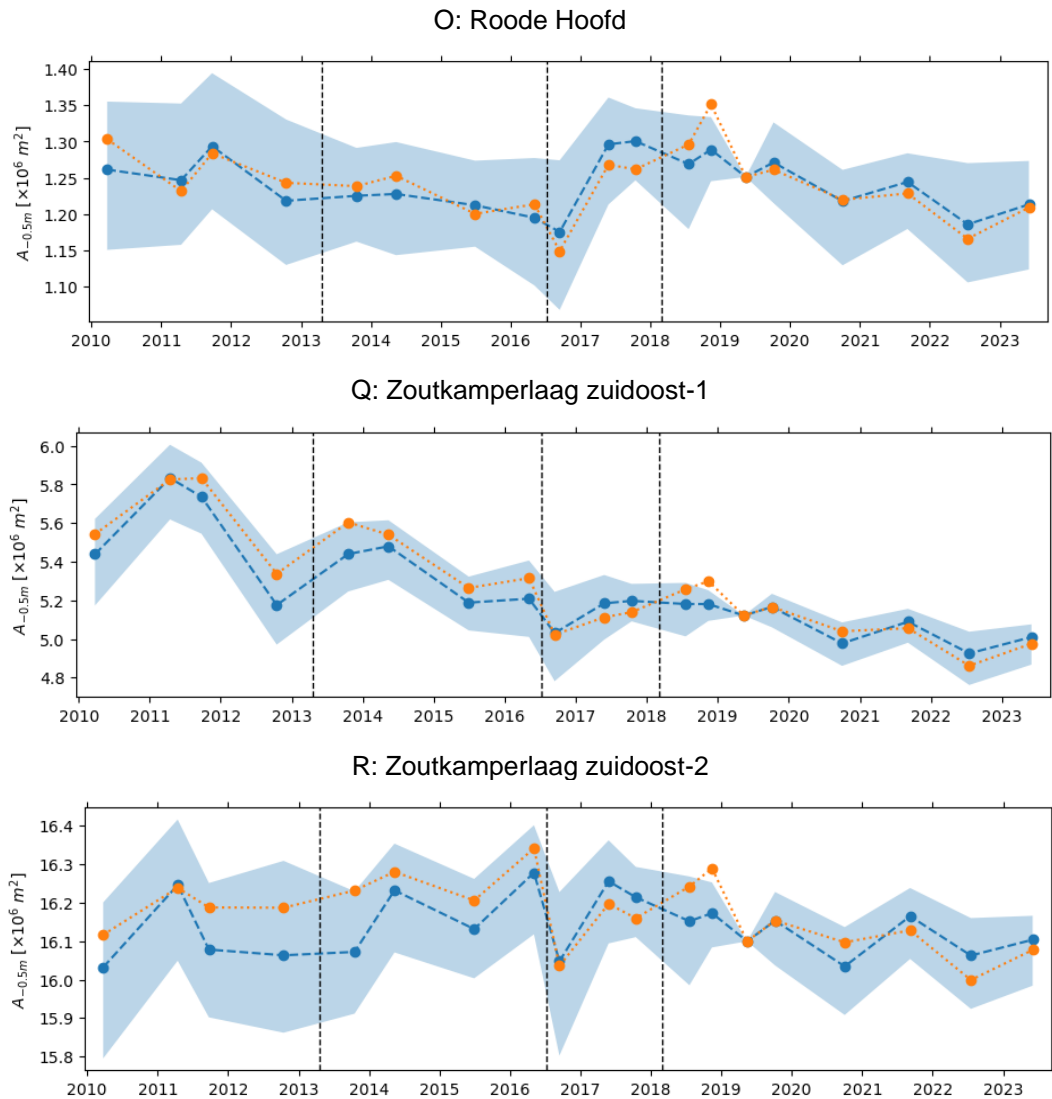 O: Roode Hoofd
A₋₀.₅ₘ [×10⁶ m²]
1.40
1.35
1.30
1.25
1.20
1.15
1.10
2010 2011 2012 2013 2014 2015 2016 2017 2018 2019 2020 2021 2022 2023
Q: Zoutkamperlaag zuidoost-1
A₋₀.₅ₘ [×10⁶ m²]
6.0
5.8
5.6
5.4
5.2
5.0
4.8
2010 2011 2012 2013 2014 2015 2016 2017 2018 2019 2020 2021 2022 2023
R: Zoutkamperlaag zuidoost-2
A₋₀.₅ₘ [×10⁶ m²]
16.4
16.3
16.2
16.1
16.0
15.9
15.8
2010 2011 2012 2013 2014 2015 2016 2017 2018 2019 2020 2021 2022 2023